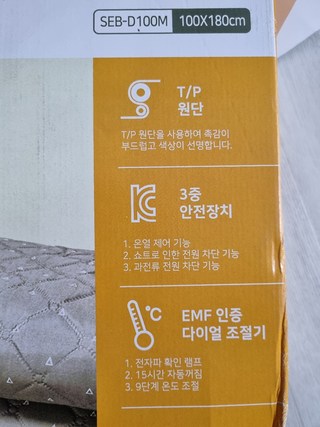 SEB-D100M 100X180cm
T/P
원단
T/P 원단을 사용하여 촉감이
부드럽고 색상이 선명합니다.
3중
안전장치
1. 온열 제어 기능
2. 쇼트로 인한 전원 차단 기능
3. 과전류 전원 차단 기능
°C
EMF 인증
다이얼 조절기
1. 전자파 확인 램프
2. 15시간 자동꺼짐
3. 9단계 온도 조절